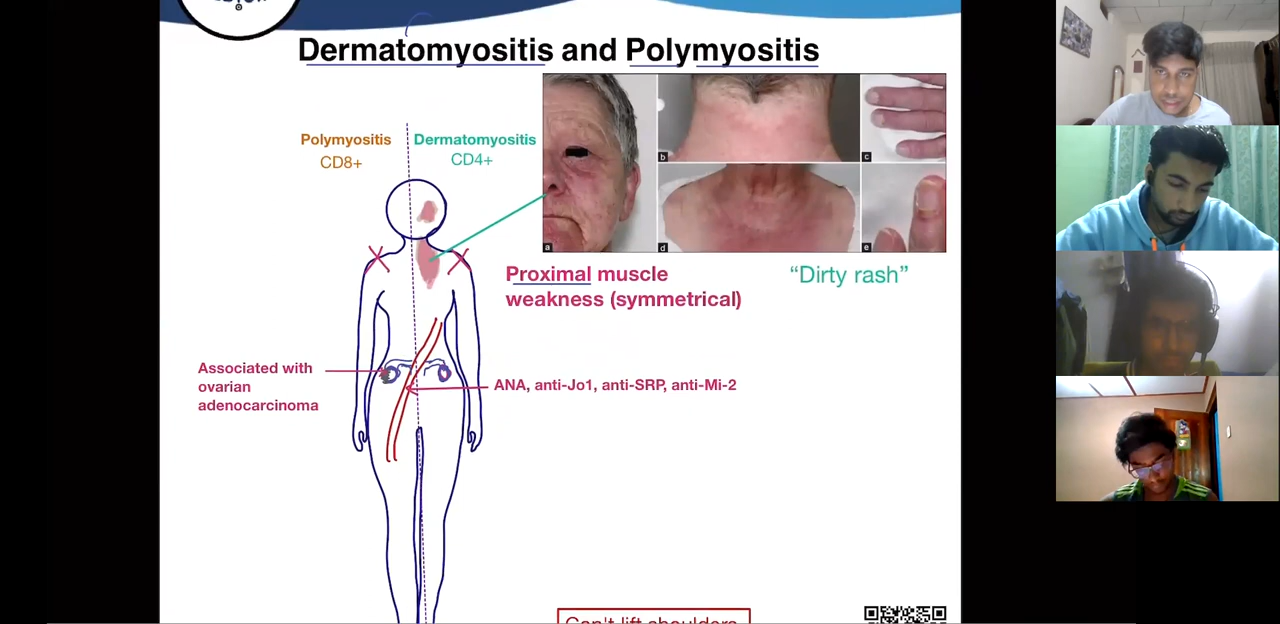 Dermatomyositis and Polymyositis
Polymyositis
CD8+
Dermatomyositis
CD4+
a
b
c
d
e
Proximal muscle
weakness (symmetrical)
“Dirty rash”
Associated with
ovarian
adenocarcinoma
ANA, anti-Jo1, anti-SRP, anti-Mi-2
Can't lift shoulders